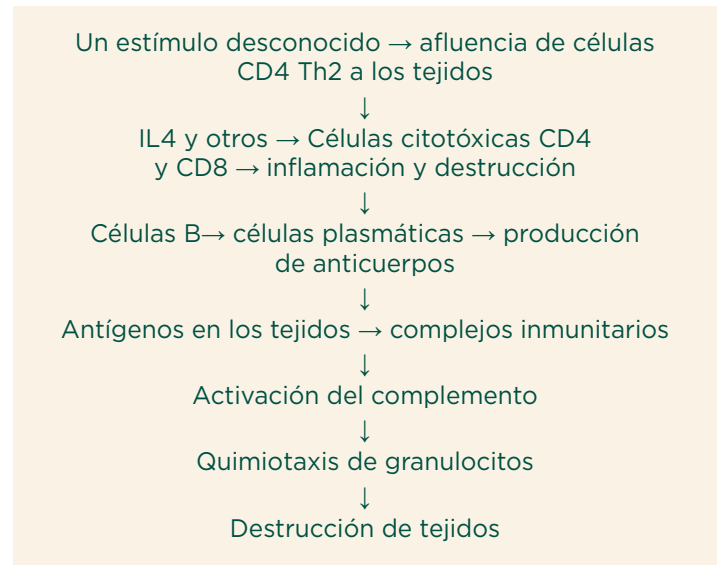 Un estímulo desconocido → afluencia de células
CD4 Th2 a los tejidos
↓
IL4 y otros → Células citotóxicas CD4
y CD8 → inflamación y destrucción
↓
Células B→ células plasmáticas → producción
de anticuerpos
↓
Antígenos en los tejidos → complejos inmunitarios
↓
Activación del complemento
↓
Quimiotaxis de granulocitos
↓
Destrucción de tejidos